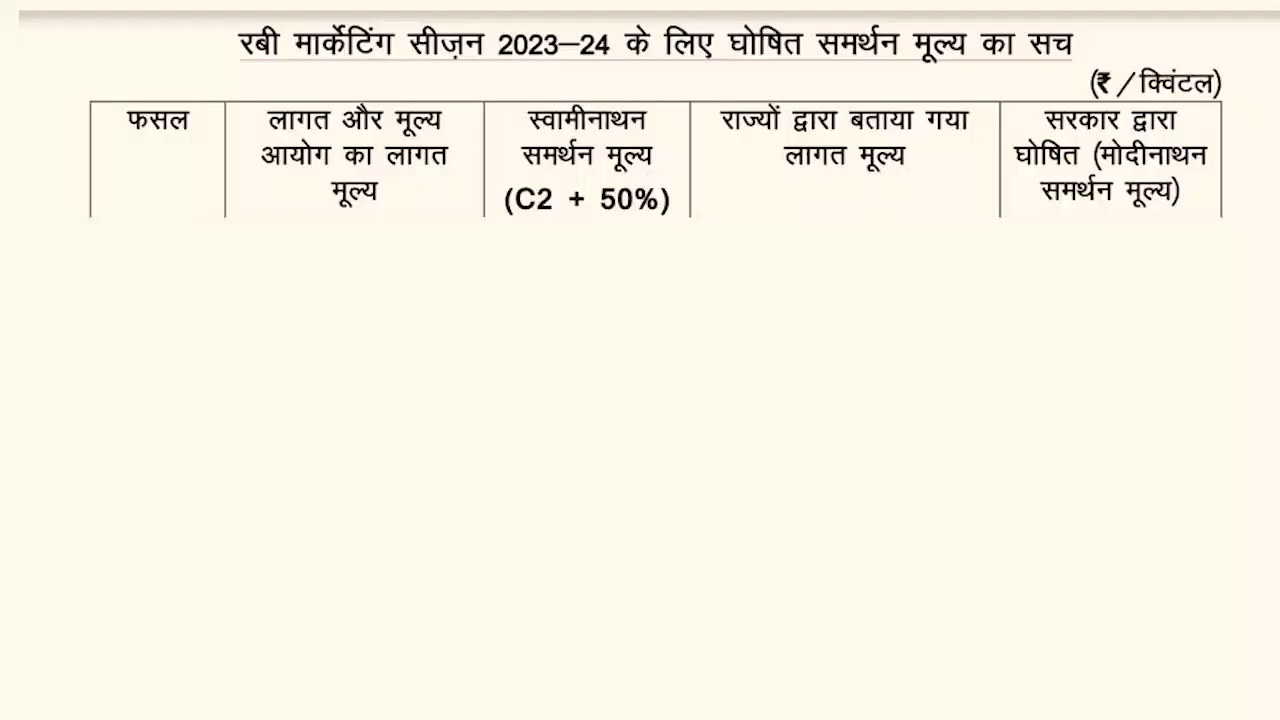 रबी मार्केटिंग सीज़न 2023–24 के लिए घोषित समर्थन मूल्य का सच
(₹ / क्विंटल)
फसल
लागत और मूल्य
आयोग का लागत
मूल्य
स्वामीनाथन
समर्थन मूल्य
(C2 + 50%)
राज्यों द्वारा बताया गया
लागत मूल्य
सरकार द्वारा
घोषित (मोदीनाथन
समर्थन मूल्य)